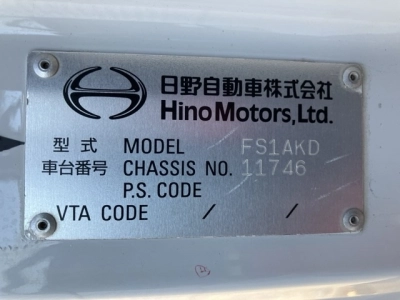 日野自動車株式会社
Hino Motors, Ltd.
型式 MODEL FS1AKD
車台番号 CHASSIS NO. 11746
P.S. CODE
VTA CODE / /